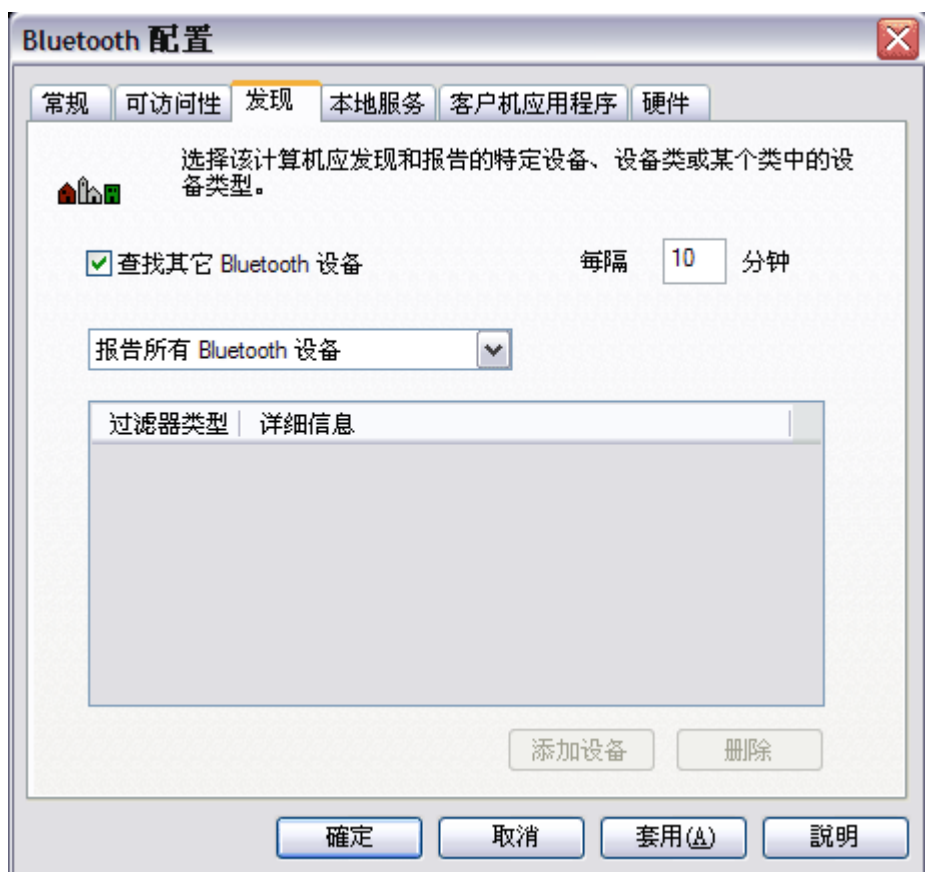 Bluetooth 配置
常规 可访问性 发现 本地服务 客户机应用程序 硬件
选择该计算机应发现和报告的特定设备、设备类或某个类中的设
备类型。
查找其它 Bluetooth 设备 每隔 10 分钟
报告所有 Bluetooth 设备
过滤器类型 详细信息
添加设备 删除
確定 取消 套用(A) 說明